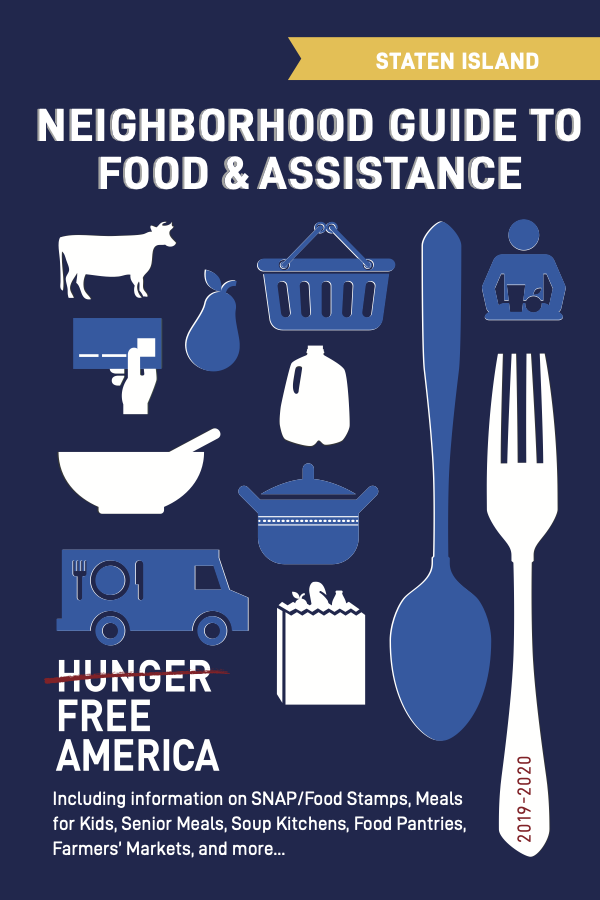 STATEN ISLAND
NEIGHBORHOOD GUIDE TO
FOOD & ASSISTANCE
HUNGER
FREE
AMERICA
Including information on SNAP/Food Stamps, Meals
for Kids, Senior Meals, Soup Kitchens, Food Pantries,
Farmers' Markets, and more...
2019-2020